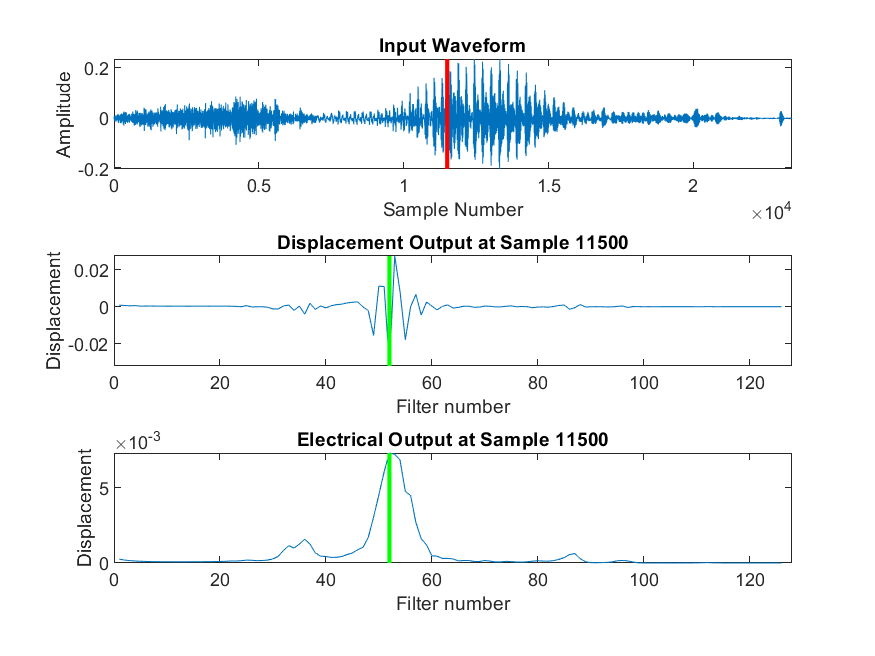 Input Waveform
Amplitude
0.2
0
-0.2
0 0.5 1 1.5 2
Sample Number
×10⁴
Displacement Output at Sample 11500
Displacement
0.02
0
-0.02
0 20 40 60 80 100 120
Filter number
Electrical Output at Sample 11500
×10⁻³
Displacement
5
0
0 20 40 60 80 100 120
Filter number